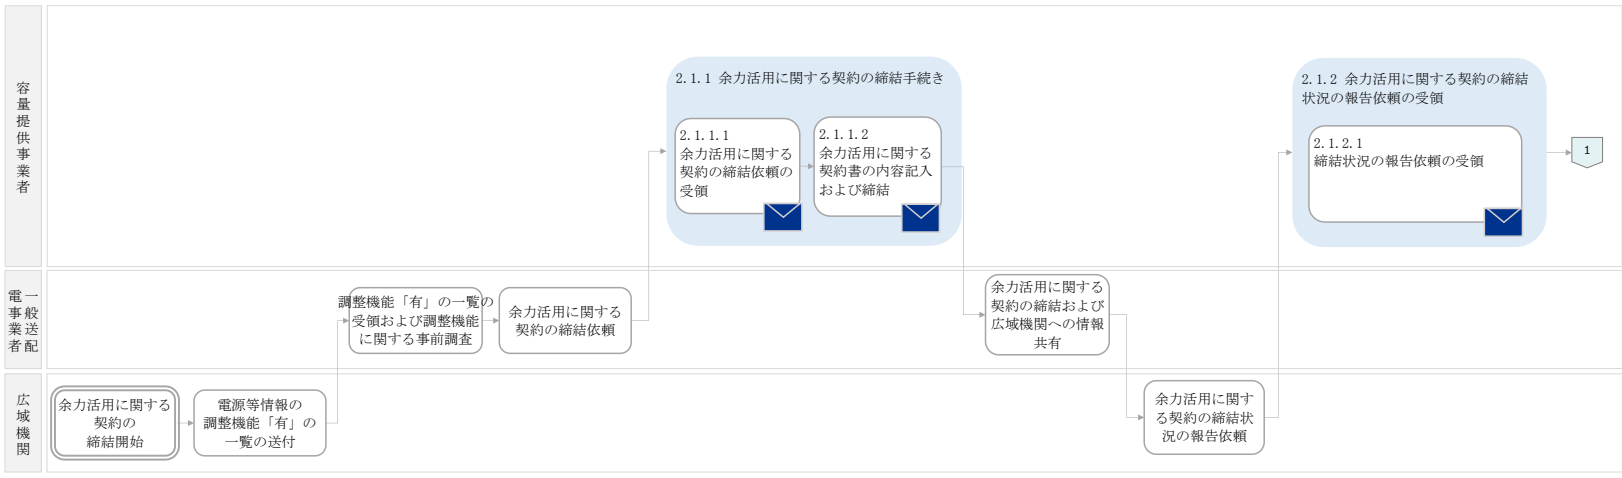 容量提供事業者
2.1.1 余力活用に関する契約の締結手続き
2.1.1.1
余力活用に関する
契約の締結依頼の
受領
2.1.1.2
余力活用に関する
契約書の内容記入
および締結
2.1.2 余力活用に関する契約の締結
状況の報告依頼の受領
2.1.2.1
締結状況の報告依頼の受領
1
一般送配
電事業者
調整機能「有」の一覧の
受領および調整機能
に関する事前調査
余力活用に関する
契約の締結依頼
余力活用に関する
契約の締結および
広域機関への情報
共有
広域機関
余力活用に関する
契約の
締結開始
電源等情報の
調整機能「有」の
一覧の送付
余力活用に関す
る契約の締結状
況の報告依頼